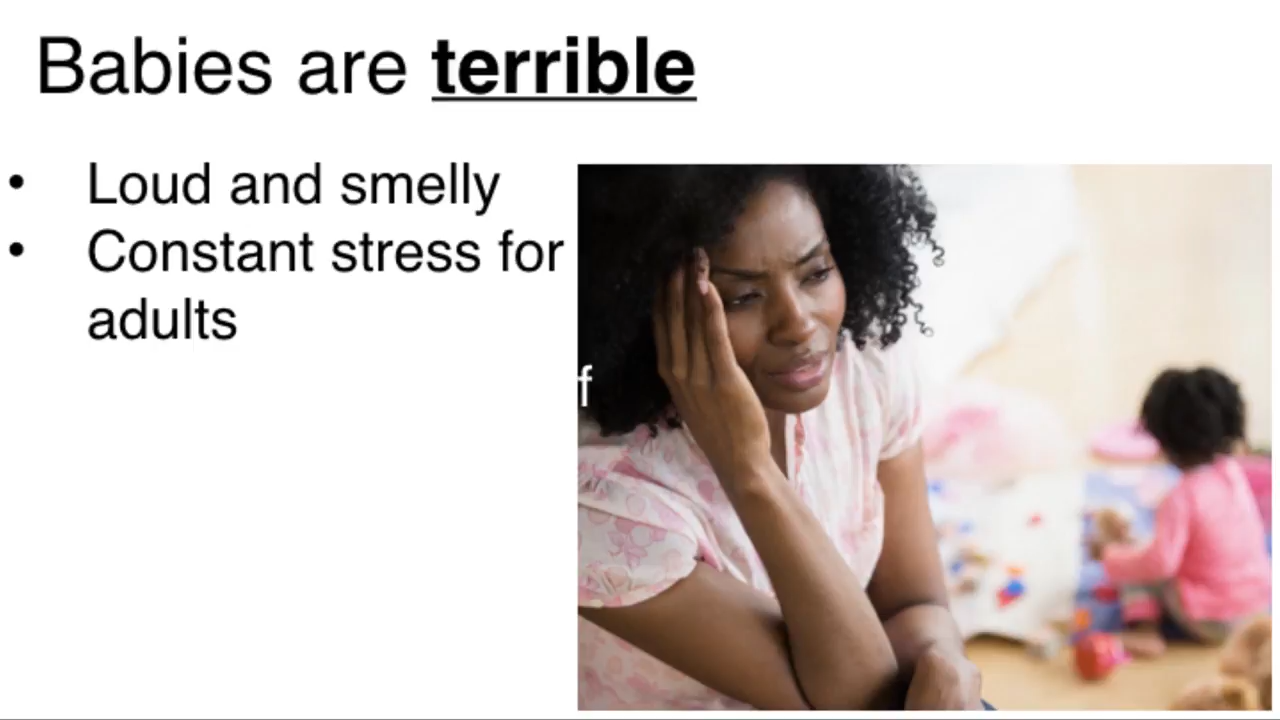 Babies are terrible
• Loud and smelly
• Constant stress for
adults
f